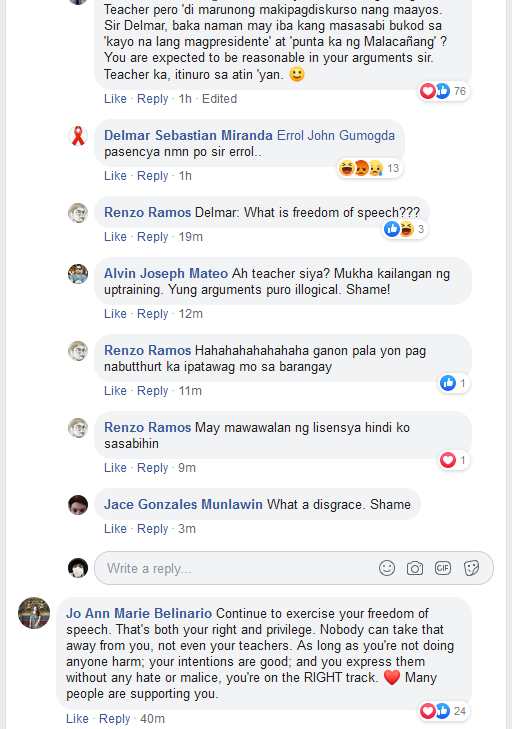 Teacher pero 'di marunong makipagdiskurso nang maayos.
Sir Delmar, baka naman may iba kang masasabi bukod sa
'kayo na lang magpresidente' at 'punta ka ng Malacañang' ?
You are expected to be reasonable in your arguments sir.
Teacher ka, itinuro sa atin 'yan. 🙂
76
Like · Reply · 1h · Edited
Delmar Sebastian Miranda Errol John Gumogda
pasencya nmn po sir errol..
13
Like · Reply · 1h
Renzo Ramos Delmar: What is freedom of speech???
3
Like · Reply · 19m
Alvin Joseph Mateo Ah teacher siya? Mukha kailangan ng
uptraining. Yung arguments puro illogical. Shame!
Like · Reply · 12m
Renzo Ramos Hahahahahahahaha ganon pala yon pag
nabutthurt ka ipatawag mo sa barangay
1
Like · Reply · 11m
Renzo Ramos May mawawalan ng lisensya hindi ko
sasabihin
1
Like · Reply · 9m
Jace Gonzales Munlawin What a disgrace. Shame
Like · Reply · 3m
Write a reply...
GIF
Jo Ann Marie Belinario Continue to exercise your freedom of
speech. That's both your right and privilege. Nobody can take that
away from you, not even your teachers. As long as you're not doing
anyone harm; your intentions are good; and you express them
without any hate or malice, you're on the RIGHT track. ❤️ Many
people are supporting you.
24
Like · Reply · 40m